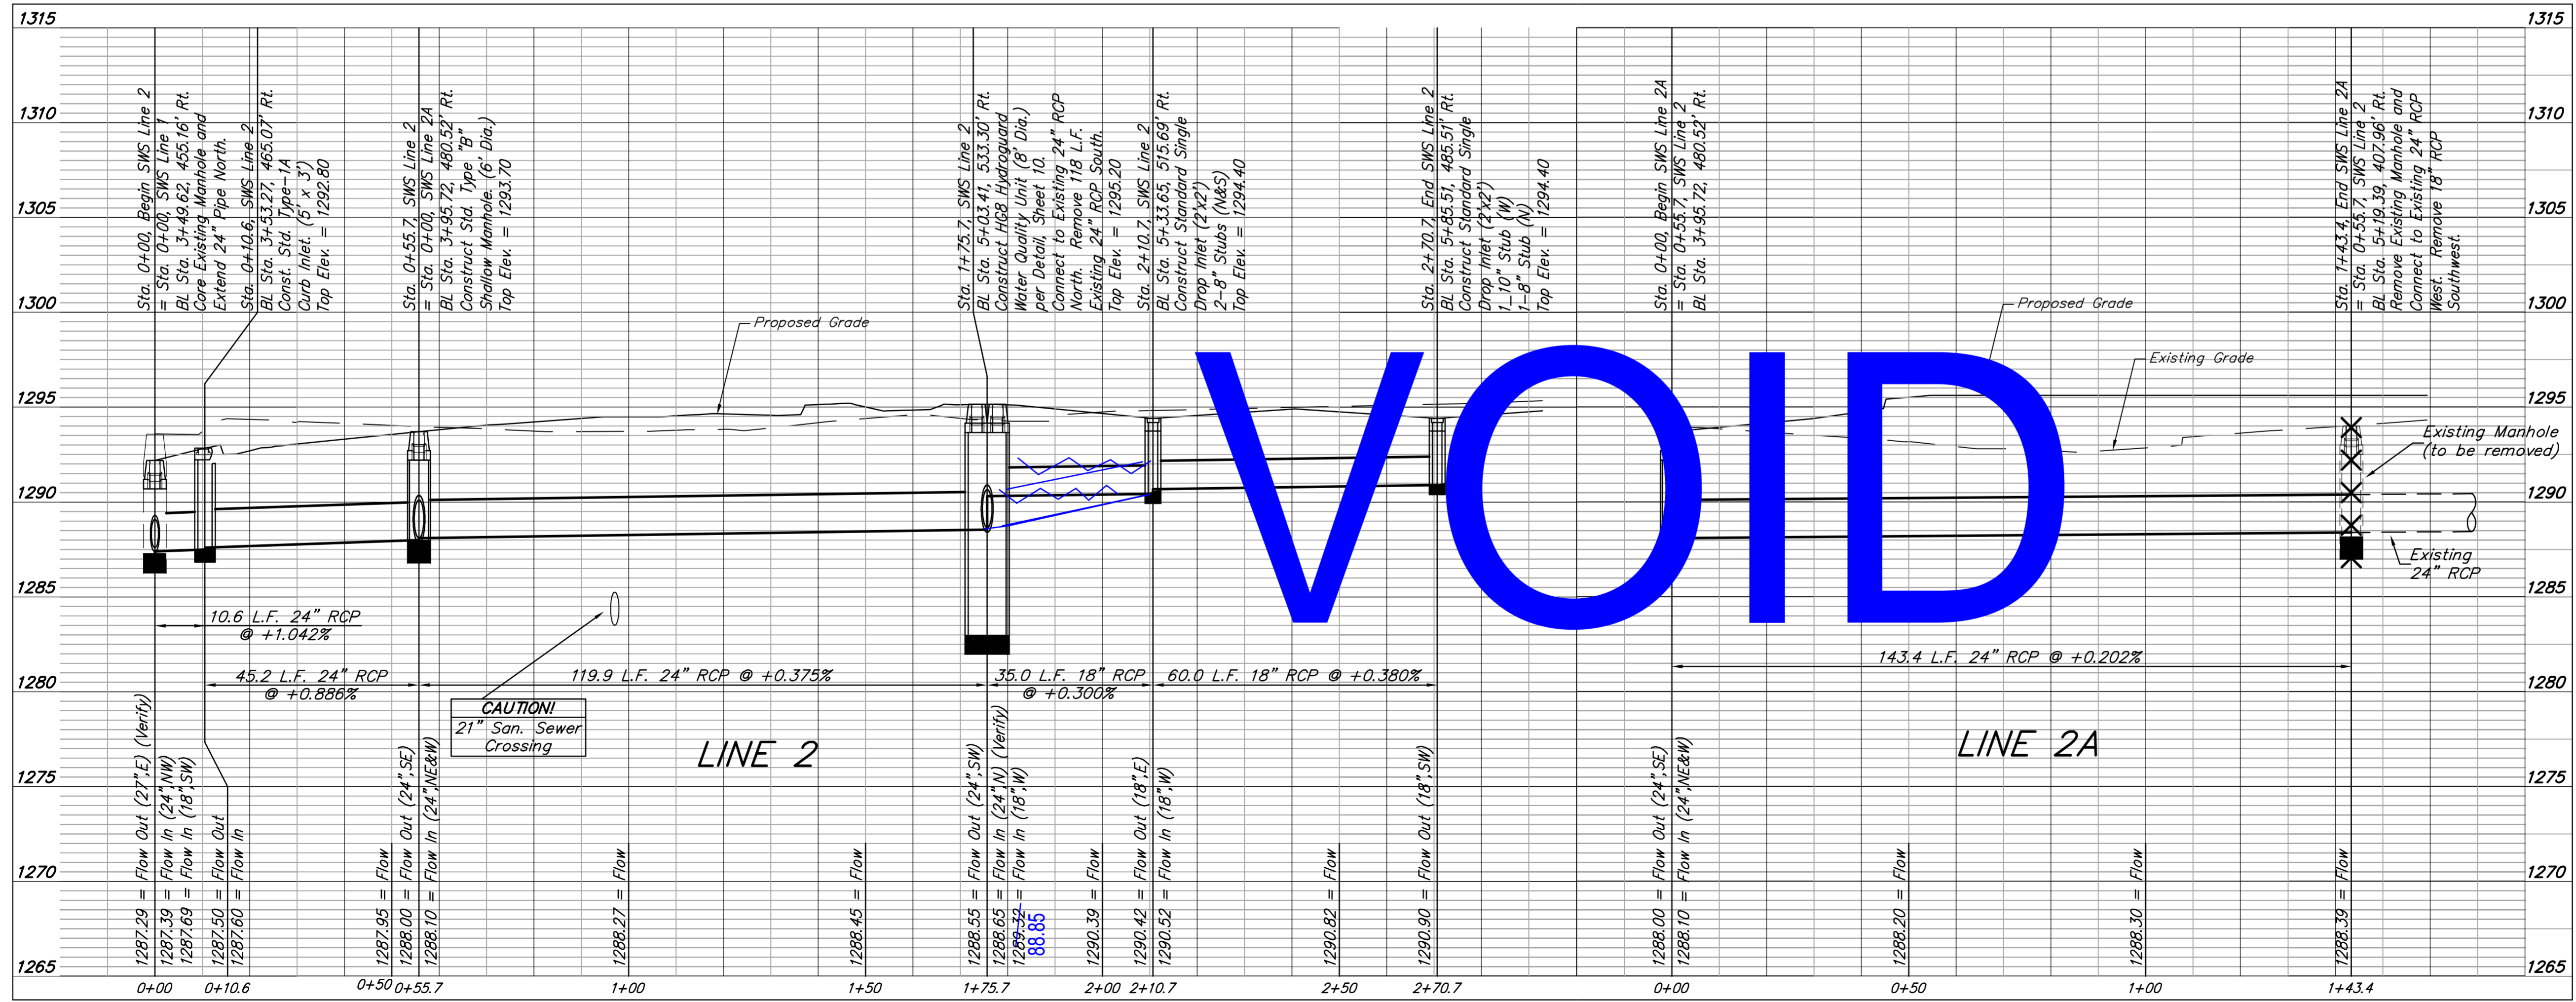 1315
1310
1305
1300
1295
1290
1285
1280
1275
1270
1265
Sta. 0+00, Begin SWS Line 2
= Sta. 0+00, SWS Line 1
BL Sta. 3+49.62, 455.16' Rt.
Core Existing Manhole and
Extend 24" Pipe North.
Sta. 0+10.6, SWS Line 2
BL Sta. 3+53.27, 465.07' Rt.
Const. Std. Type-1A
Curb Inlet. (5' x 3')
Top Elev. = 1292.80
Sta. 0+55.7, SWS Line 2
= Sta. 0+00, SWS Line 2A
BL Sta. 3+95.72, 480.52' Rt.
Construct Std. Type "B"
Shallow Manhole. (6' Dia.)
Top Elev. = 1293.70
Sta. 1+75.7, SWS Line 2
BL Sta. 5+03.41, 533.30' Rt.
Construct HG8 Hydroguard
Water Quality Unit (8' Dia.)
per Detail, Sheet 10.
Connect to Existing 24" RCP
North. Remove 118 L.F.
Existing 24" RCP South.
Top Elev. = 1295.20
Sta. 2+10.7, SWS Line 2
BL Sta. 5+33.65, 515.69' Rt.
Construct Standard Single
Drop Inlet (2'x2')
2-8" Stubs (N&S)
Top Elev. = 1294.40
Sta. 2+70.7, End SWS Line 2
BL Sta. 5+85.51, 485.51' Rt.
Construct Standard Single
Drop Inlet (2'x2')
1-10" Stub (W)
1-8" Stub (N)
Top Elev. = 1294.40
Sta. 0+00, Begin SWS Line 2A
= Sta. 0+55.7, SWS Line 2
BL Sta. 3+95.72, 480.52' Rt.
Sta. 1+43.4, End SWS Line 2A
= Sta. 0+55.7, SWS Line 2
BL Sta. 5+19.39, 407.96' Rt.
Remove Existing Manhole and
Connect to Existing 24" RCP
West. Remove 18" RCP
Southwest.
Proposed Grade
Proposed Grade
Existing Grade
VOID
Existing Manhole
(to be removed)
Existing
24" RCP
10.6 L.F. 24" RCP
@ +1.042%
45.2 L.F. 24" RCP
@ +0.886%
119.9 L.F. 24" RCP @ +0.375%
35.0 L.F. 18" RCP
@ +0.300%
60.0 L.F. 18" RCP @ +0.380%
143.4 L.F. 24" RCP @ +0.202%
CAUTION!
21" San. Sewer
Crossing
LINE 2
LINE 2A
1287.29 = Flow Out (27",E) (Verify)
1287.39 = Flow In (24",NW)
1287.69 = Flow In (18",SW)
1287.50 = Flow Out
1287.60 = Flow In
1287.95 = Flow
1288.00 = Flow Out (24",SE)
1288.10 = Flow In (24",NE&W)
1288.27 = Flow
1288.45 = Flow
1288.55 = Flow Out (24",SW)
1288.65 = Flow In (24",N) (Verify)
1289.32 = Flow In (18",W)
88.85
1290.39 = Flow
1290.42 = Flow Out (18",E)
1290.52 = Flow In (18",W)
1290.82 = Flow
1290.90 = Flow Out (18",SW)
1288.00 = Flow Out (24",SE)
1288.10 = Flow In (24",NE&W)
1288.20 = Flow
1288.30 = Flow
1288.39 = Flow
0+00 0+10.6 0+50 0+55.7 1+00 1+50 1+75.7 2+00 2+10.7 2+50 2+70.7 0+00 0+50 1+00 1+43.4
1315
1310
1305
1300
1295
1290
1285
1280
1275
1270
1265